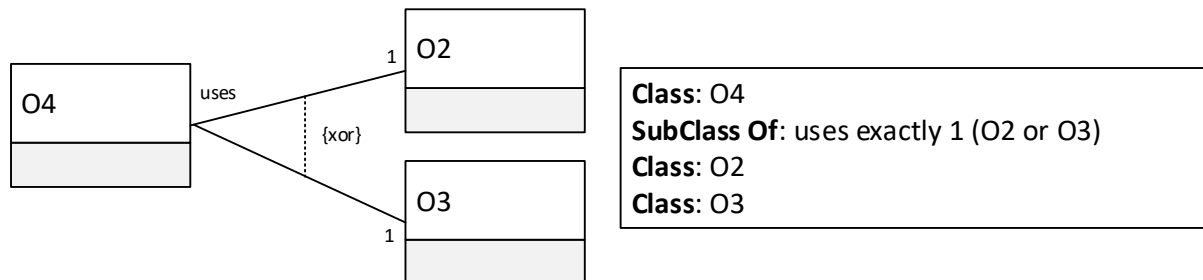 O4
uses
1
O2
{xor}
O3
1
Class: O4
SubClass Of: uses exactly 1 (O2 or O3)
Class: O2
Class: O3